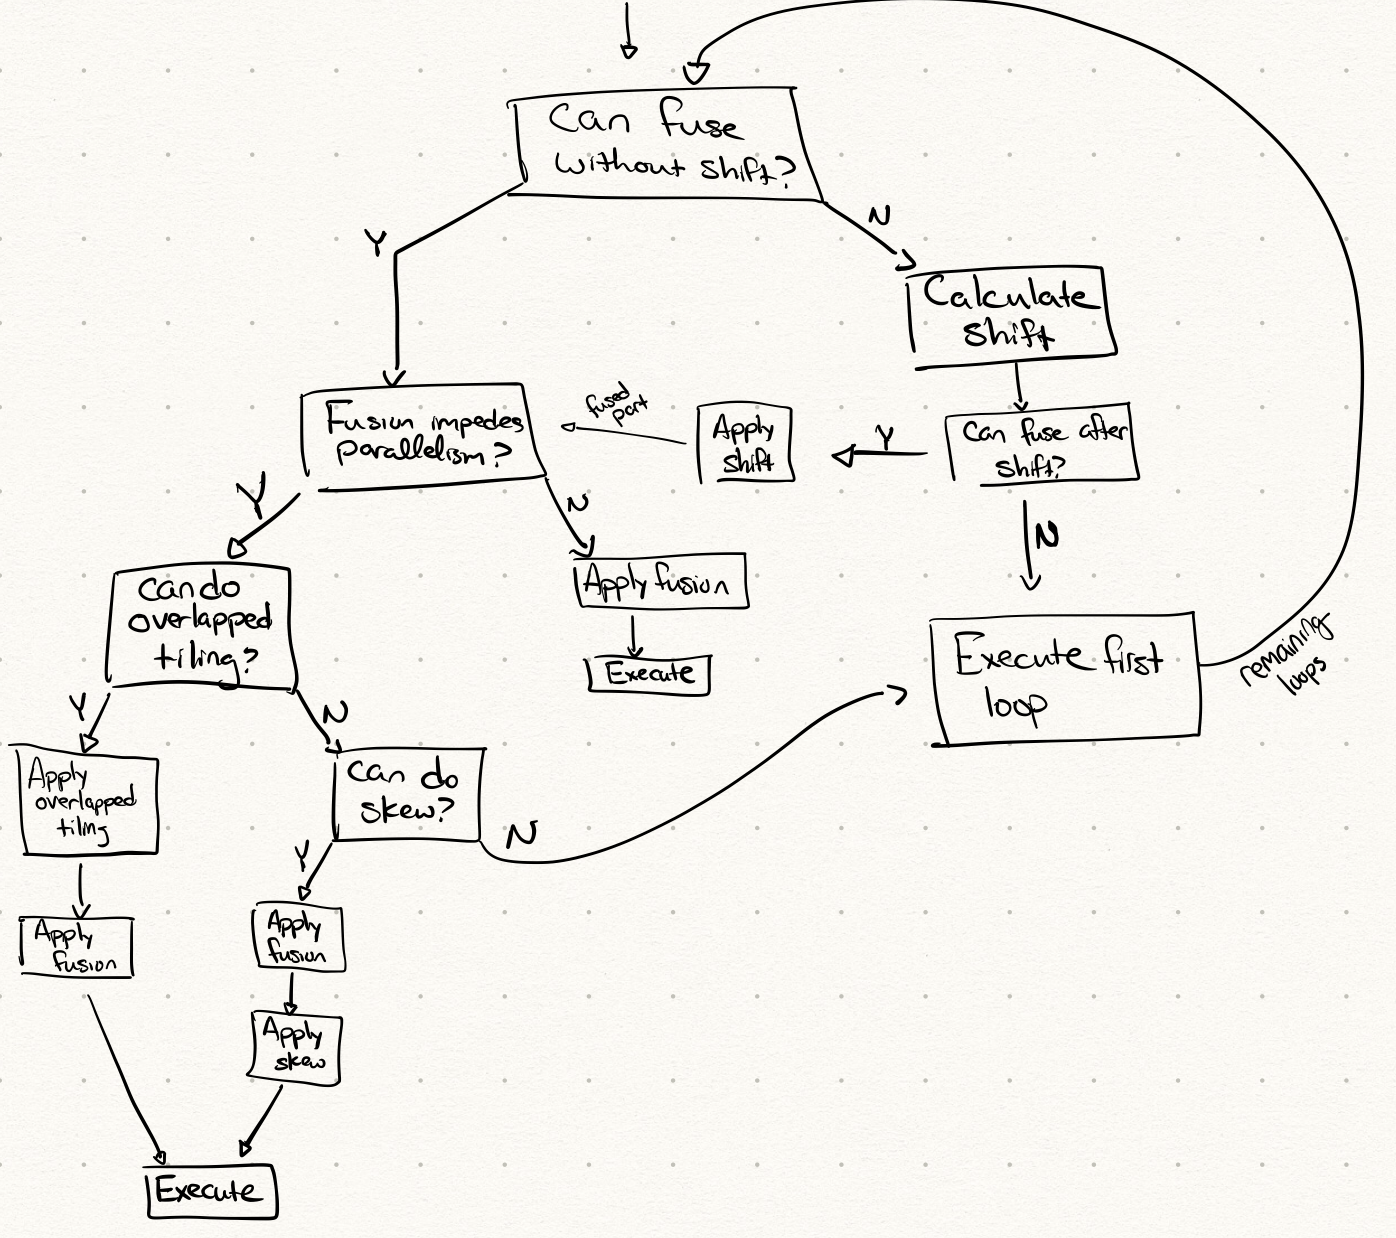 Can fuse
without shift?
Y
N
Calculate
shift
Fusion impedes
parallelism?
fused
part
Apply
shift
Y
Can fuse after
shift?
Y
N
N
Can do
overlapped
tiling?
Apply fusion
Execute
Execute first
loop
remaining
loops
Y
N
Apply
overlapped
tiling
Can do
skew?
N
Y
Apply
fusion
Apply
fusion
Apply
skew
Execute